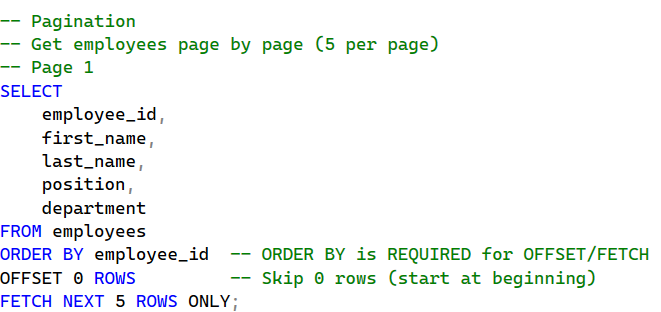 -- Pagination
-- Get employees page by page (5 per page)
-- Page 1
SELECT
    employee_id,
    first_name,
    last_name,
    position,
    department
FROM employees
ORDER BY employee_id  -- ORDER BY is REQUIRED for OFFSET/FETCH
OFFSET 0 ROWS         -- Skip 0 rows (start at beginning)
FETCH NEXT 5 ROWS ONLY;